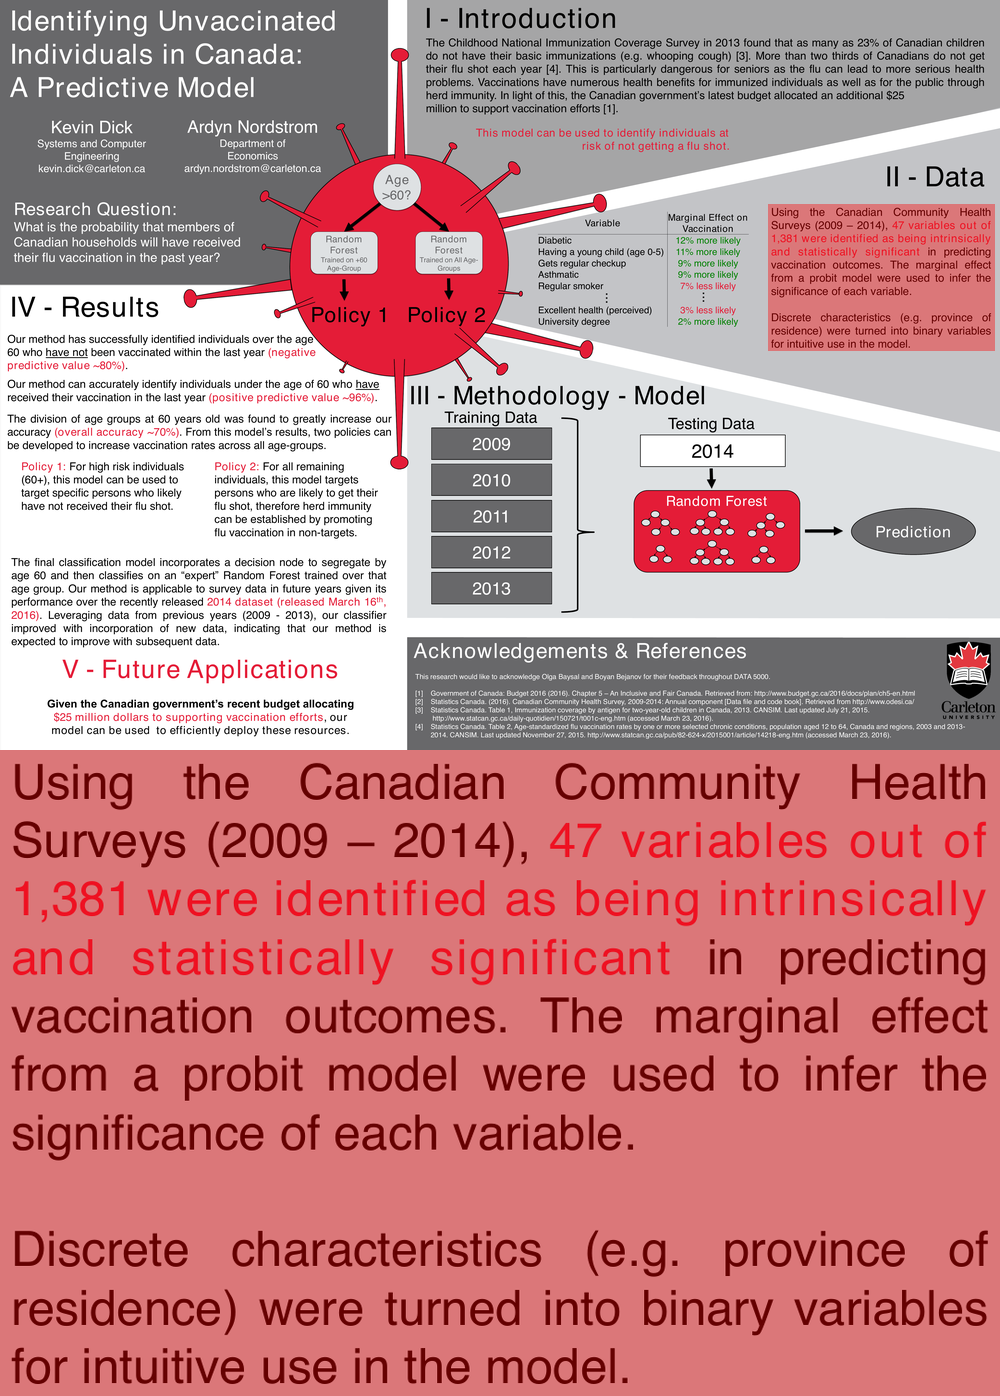 Identifying Unvaccinated
Individuals in Canada:
A Predictive Model
Kevin Dick
Systems and Computer
Engineering
kevin.dick@carleton.ca
Ardyn Nordstrom
Department of
Economics
ardyn.nordstrom@carleton.ca
Research Question:
What is the probability that members of
Canadian households will have received
their flu vaccination in the past year?
I - Introduction
The Childhood National Immunization Coverage Survey in 2013 found that as many as 23% of Canadian children
do not have their basic immunizations (e.g. whooping cough) [3]. More than two thirds of Canadians do not get
their flu shot each year [4]. This is particularly dangerous for seniors as the flu can lead to more serious health
problems. Vaccinations have numerous health benefits for immunized individuals as well as for the public through
herd immunity. In light of this, the Canadian government's latest budget allocated an additional $25
million to support vaccination efforts [1].
This model can be used to identify individuals at
risk of not getting a flu shot.
Age
>60?
Random
Forest
Trained on +60
Age-Group
Random
Forest
Trained on All Age-
Groups
Policy 1
Policy 2
II - Data
Variable
Marginal Effect on
Vaccination
Diabetic 12% more likely
Having a young child (age 0-5) 11% more likely
Gets regular checkup 9% more likely
Asthmatic 9% more likely
Regular smoker 7% less likely
⋮ ⋮
Excellent health (perceived) 3% less likely
University degree 2% more likely
Using the Canadian Community Health
Surveys (2009 – 2014), 47 variables out of
1,381 were identified as being intrinsically
and statistically significant in predicting
vaccination outcomes. The marginal effect
from a probit model were used to infer the
significance of each variable.
Discrete characteristics (e.g. province of
residence) were turned into binary variables
for intuitive use in the model.
III - Methodology - Model
Training Data
2009
2010
2011
2012
2013
Testing Data
2014
Random Forest
Prediction
IV - Results
Our method has successfully identified individuals over the age
60 who have not been vaccinated within the last year (negative
predictive value ~80%).
Our method can accurately identify individuals under the age of 60 who have
received their vaccination in the last year (positive predictive value ~96%).
The division of age groups at 60 years old was found to greatly increase our
accuracy (overall accuracy ~70%). From this model's results, two policies can
be developed to increase vaccination rates across all age-groups.
Policy 1: For high risk individuals
(60+), this model can be used to
target specific persons who likely
have not received their flu shot.
Policy 2: For all remaining
individuals, this model targets
persons who are likely to get their
flu shot, therefore herd immunity
can be established by promoting
flu vaccination in non-targets.
The final classification model incorporates a decision node to segregate by
age 60 and then classifies on an "expert" Random Forest trained over that
age group. Our method is applicable to survey data in future years given its
performance over the recently released 2014 dataset (released March 16th,
2016). Leveraging data from previous years (2009 - 2013), our classifier
improved with incorporation of new data, indicating that our method is
expected to improve with subsequent data.
V - Future Applications
Given the Canadian government's recent budget allocating
$25 million dollars to supporting vaccination efforts, our
model can be used to efficiently deploy these resources.
Acknowledgements & References
This research would like to acknowledge Olga Baysal and Boyan Bejanov for their feedback throughout DATA 5000.
[1] Government of Canada: Budget 2016 (2016). Chapter 5 – An Inclusive and Fair Canada. Retrieved from: http://www.budget.gc.ca/2016/docs/plan/ch5-en.html
[2] Statistics Canada. (2016). Canadian Community Health Survey, 2009-2014: Annual component [Data file and code book]. Retrieved from http://www.odesi.ca/
[3] Statistics Canada. Table 1, Immunization coverage by antigen for two-year-old children in Canada, 2013. CANSIM. Last updated July 21, 2015.
http://www.statcan.gc.ca/daily-quotidien/150721/t001c-eng.htm (accessed March 23, 2016).
[4] Statistics Canada. Table 2, Age-standardized flu vaccination rates by one or more selected chronic conditions, population aged 12 to 64, Canada and regions, 2003 and 2013-
2014. CANSIM. Last updated November 27, 2015. http://www.statcan.gc.ca/pub/82-624-x/2015001/article/14218-eng.htm (accessed March 23, 2016).
Carleton
UNIVERSITY
Using the Canadian Community Health
Surveys (2009 – 2014), 47 variables out of
1,381 were identified as being intrinsically
and statistically significant in predicting
vaccination outcomes. The marginal effect
from a probit model were used to infer the
significance of each variable.
Discrete characteristics (e.g. province of
residence) were turned into binary variables
for intuitive use in the model.